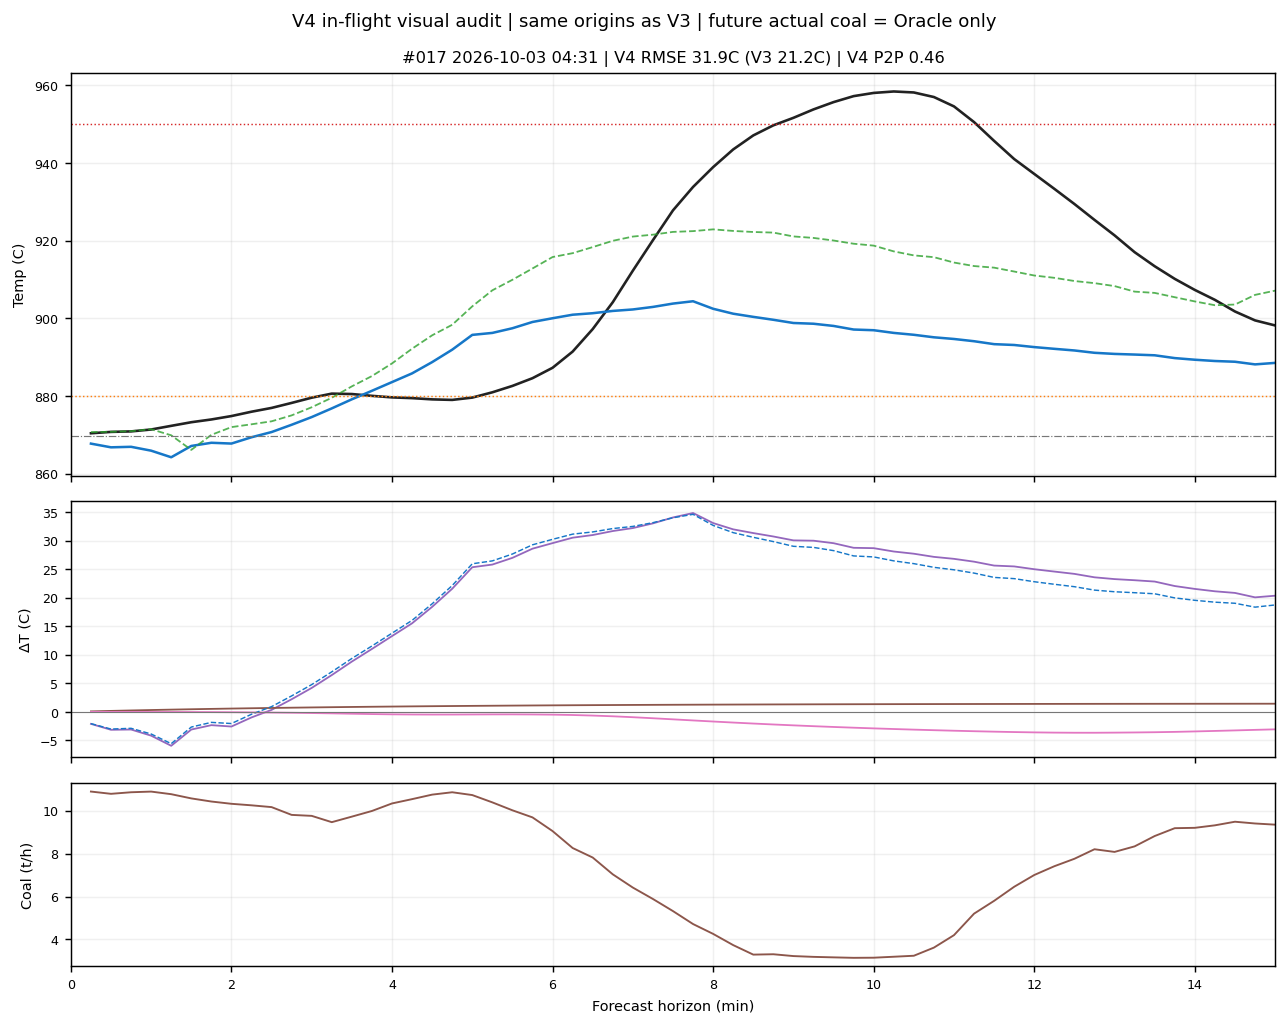 V4 in-flight visual audit | same origins as V3 | future actual coal = Oracle only
#017 2026-10-03 04:31 | V4 RMSE 31.9C (V3 21.2C) | V4 P2P 0.46
Temp (C)
960
940
920
900
880
860
ΔT (C)
35
30
25
20
15
10
5
0
−5
Coal (t/h)
10
8
6
4
0 2 4 6 8 10 12 14
Forecast horizon (min)